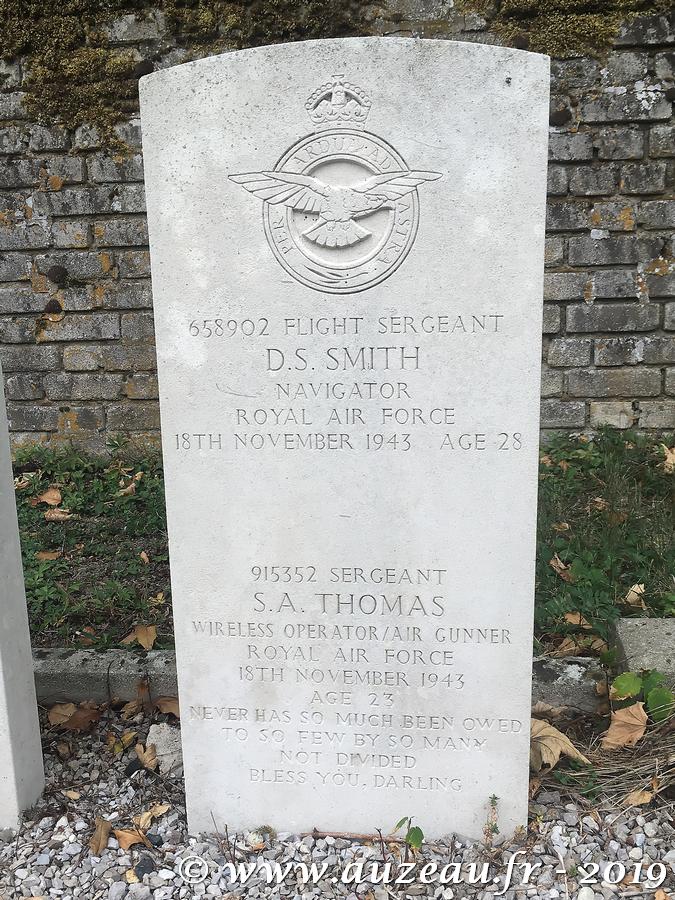 PER ARDUA AD ASTRA
658902 FLIGHT SERGEANT
D.S. SMITH
NAVIGATOR
ROYAL AIR FORCE
18TH NOVEMBER 1943 AGE 28
915352 SERGEANT
S.A. THOMAS
WIRELESS OPERATOR/AIR GUNNER
ROYAL AIR FORCE
18TH NOVEMBER 1943
AGE 23
NEVER HAS SO MUCH BEEN OWED
TO SO FEW BY SO MANY
NOT DIVIDED
BLESS YOU, DARLING
© www.auzeau.fr - 2019